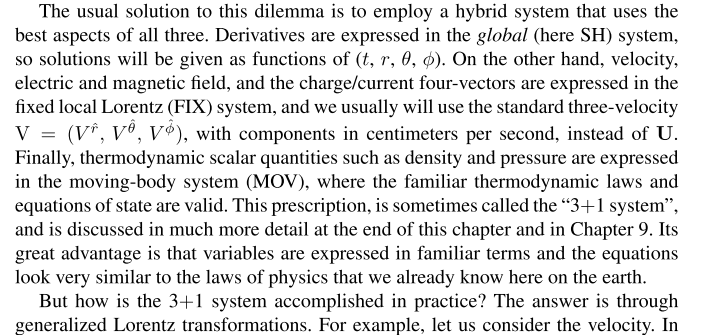 The usual solution to this dilemma is to employ a hybrid system that uses the
best aspects of all three. Derivatives are expressed in the global (here SH) system,
so solutions will be given as functions of (t, r, θ, ϕ). On the other hand, velocity,
electric and magnetic field, and the charge/current four-vectors are expressed in the
fixed local Lorentz (FIX) system, and we usually will use the standard three-velocity
V = (V^r̂, V^θ̂, V^ϕ̂), with components in centimeters per second, instead of U.
Finally, thermodynamic scalar quantities such as density and pressure are expressed
in the moving-body system (MOV), where the familiar thermodynamic laws and
equations of state are valid. This prescription, is sometimes called the “3+1 system”,
and is discussed in much more detail at the end of this chapter and in Chapter 9. Its
great advantage is that variables are expressed in familiar terms and the equations
look very similar to the laws of physics that we already know here on the earth.
But how is the 3+1 system accomplished in practice? The answer is through
generalized Lorentz transformations. For example, let us consider the velocity. In